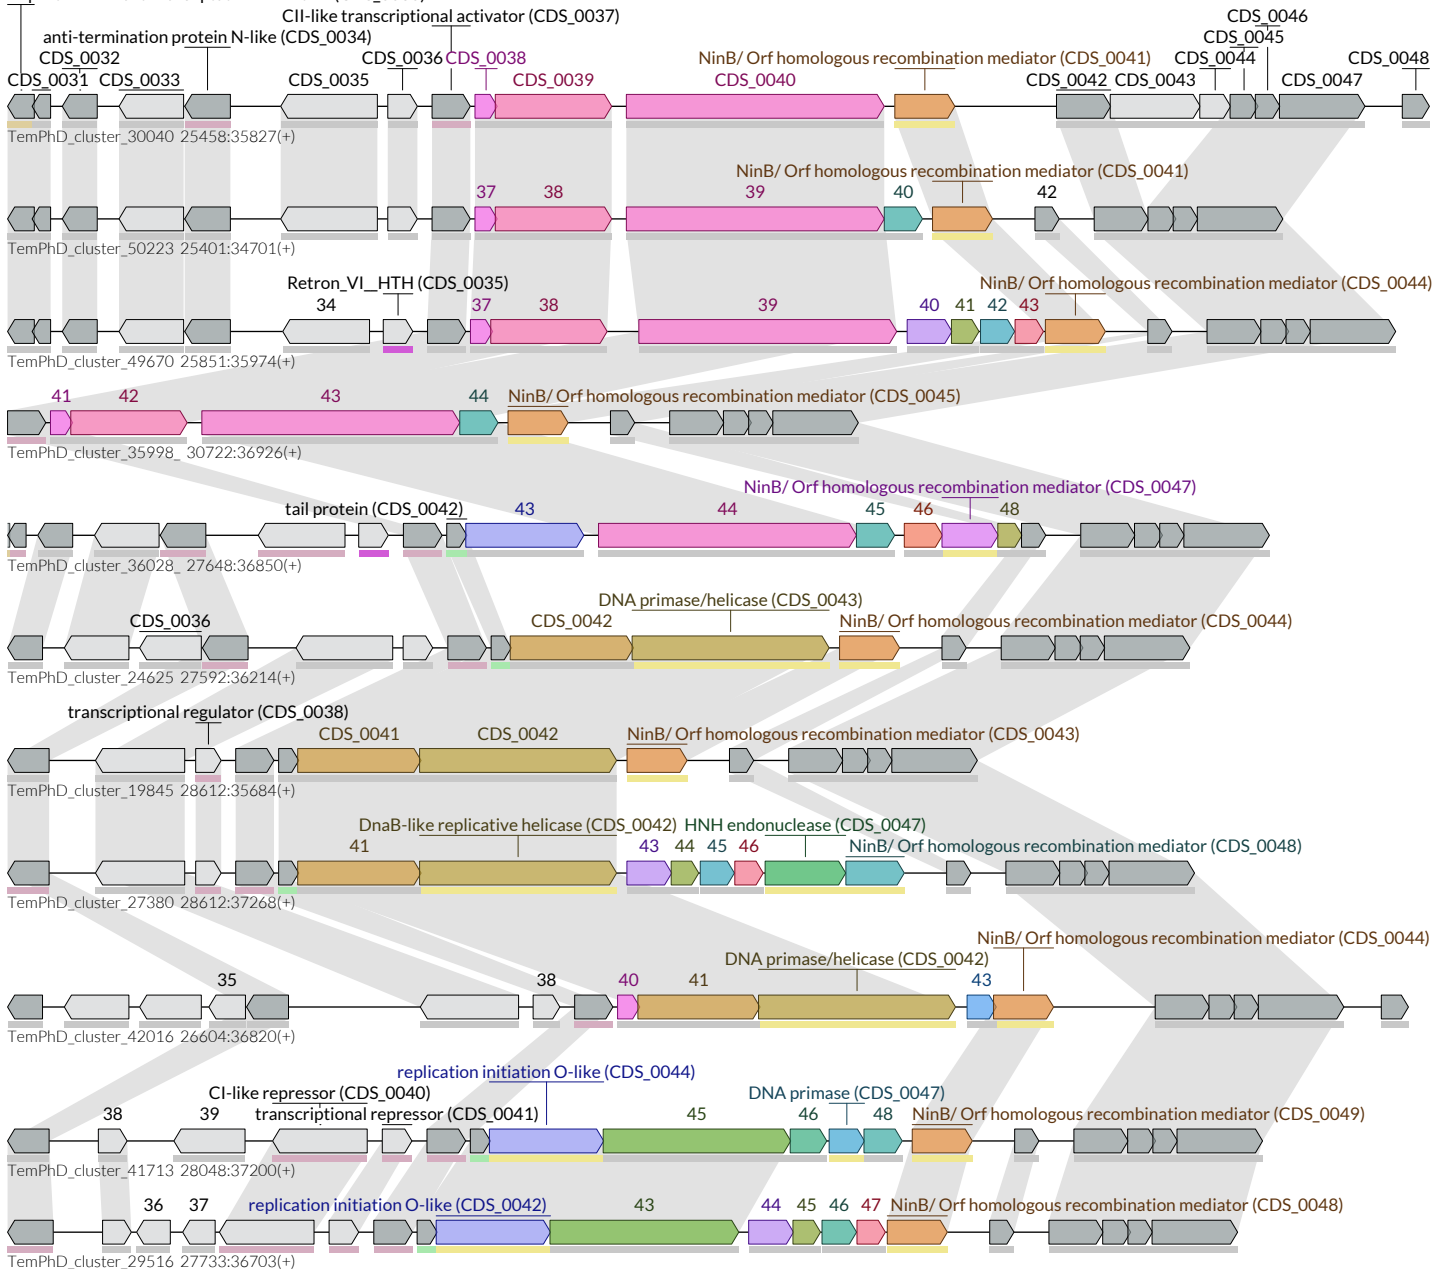 CII-like transcriptional activator (CDS_0037)
CDS_0046
anti-termination protein N-like (CDS_0034)
CDS_0045
CDS_0032
CDS_0036
CDS_0038
NinB/ Orf homologous recombination mediator (CDS_0041)
CDS_0044
CDS_0048
CDS_0031
CDS_0033
CDS_0035
CDS_0039
CDS_0040
CDS_0042
CDS_0043
CDS_0047
TemPhD_cluster_30040 25458:35827(+)
NinB/ Orf homologous recombination mediator (CDS_0041)
37 38 39 40 42
TemPhD_cluster_50223 25401:34701(+)
Retron_VI__HTH (CDS_0035)
NinB/ Orf homologous recombination mediator (CDS_0044)
34 37 38 39 40 41 42 43
TemPhD_cluster_49670 25851:35974(+)
41 42 43 44 NinB/ Orf homologous recombination mediator (CDS_0045)
TemPhD_cluster_35998_ 30722:36926(+)
NinB/ Orf homologous recombination mediator (CDS_0047)
tail protein (CDS_0042) 43 44 45 46 48
TemPhD_cluster_36028_ 27648:36850(+)
DNA primase/helicase (CDS_0043)
CDS_0036 CDS_0042 NinB/ Orf homologous recombination mediator (CDS_0044)
TemPhD_cluster_24625 27592:36214(+)
transcriptional regulator (CDS_0038)
CDS_0041 CDS_0042 NinB/ Orf homologous recombination mediator (CDS_0043)
TemPhD_cluster_19845 28612:35684(+)
DnaB-like replicative helicase (CDS_0042) HNH endonuclease (CDS_0047)
41 43 44 45 46 NinB/ Orf homologous recombination mediator (CDS_0048)
TemPhD_cluster_27380 28612:37268(+)
NinB/ Orf homologous recombination mediator (CDS_0044)
DNA primase/helicase (CDS_0042)
35 38 40 41 43
TemPhD_cluster_42016 26604:36820(+)
replication initiation O-like (CDS_0044)
CI-like repressor (CDS_0040) DNA primase (CDS_0047)
38 39 transcriptional repressor (CDS_0041) 45 46 48 NinB/ Orf homologous recombination mediator (CDS_0049)
TemPhD_cluster_41713 28048:37200(+)
36 37 replication initiation O-like (CDS_0042) 43 44 45 46 47 NinB/ Orf homologous recombination mediator (CDS_0048)
TemPhD_cluster_29516 27733:36703(+)